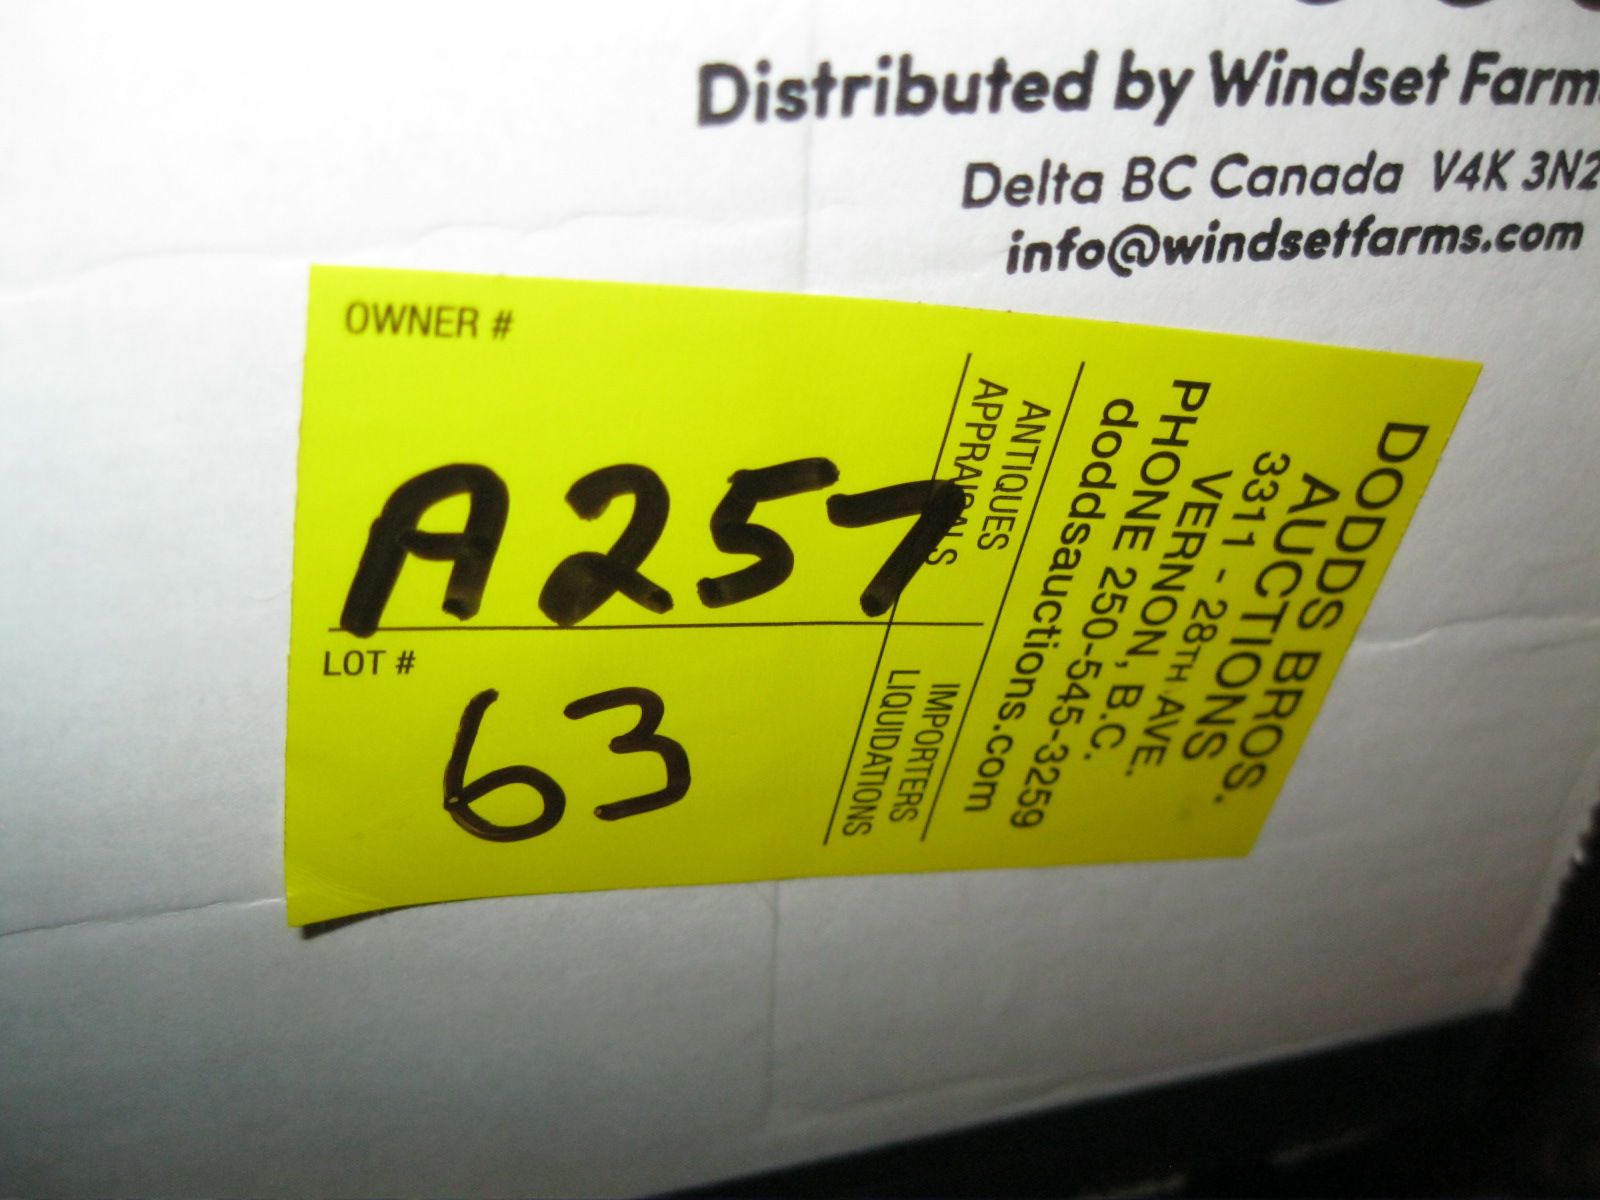 Distributed by Windset Farms
Delta BC Canada V4K 3N2
info@windsetfarms.com
OWNER #
A257
LOT #
63
DODDS BROS.
AUCTIONS
3311 - 28TH AVE.
VERNON, B.C.
PHONE 250-545-3259
doddsauctions.com
ANTIQUES IMPORTERS
APPRAISALS LIQUIDATIONS